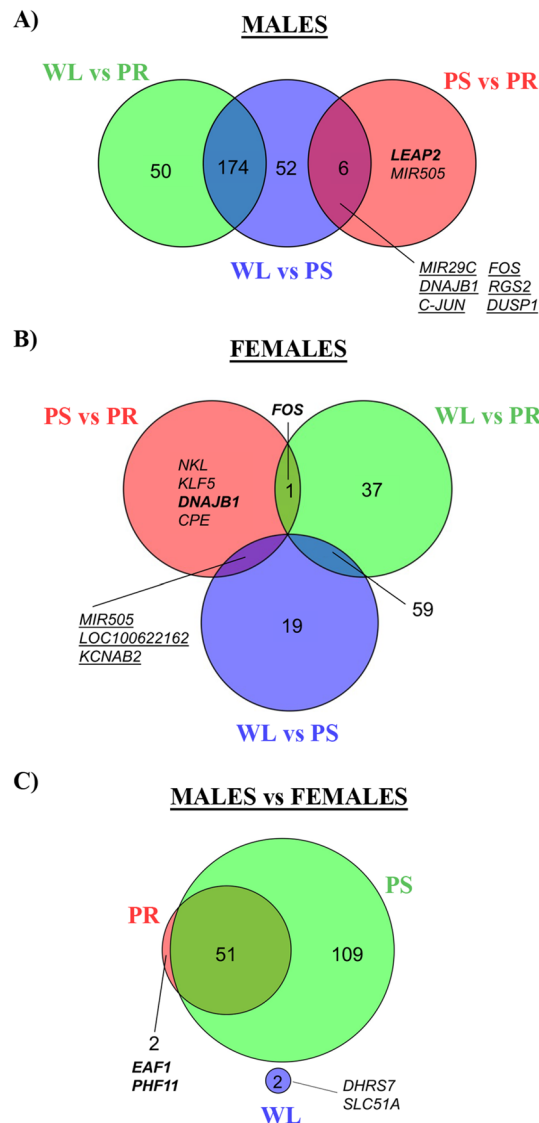 A)
MALES
WL vs PR
PS vs PR
50
174
52
6
LEAP2
MIR505
WL vs PS
MIR29C FOS
DNAJB1 RGS2
C-JUN DUSP1
B)
FEMALES
PS vs PR
FOS
WL vs PR
NKL
KLF5
DNAJB1
CPE
1
37
MIR505
LOC100622162
KCNAB2
19
59
WL vs PS
C)
MALES vs FEMALES
PS
PR
51
109
2
EAF1
PHF11
2
DHRS7
SLC51A
WL